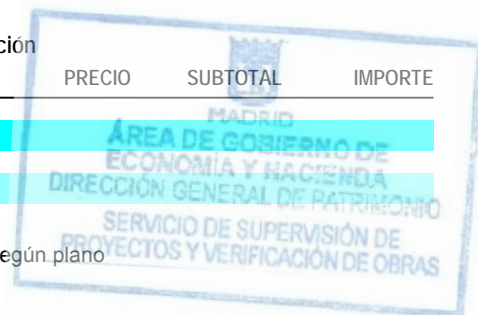 ción
PRECIO SUBTOTAL IMPORTE
MADRID
ÁREA DE GOBIERNO DE
ECONOMÍA Y HACIENDA
DIRECCIÓN GENERAL DE PATRIMONIO
SERVICIO DE SUPERVISIÓN DE
PROYECTOS Y VERIFICACIÓN DE OBRAS
egún plano